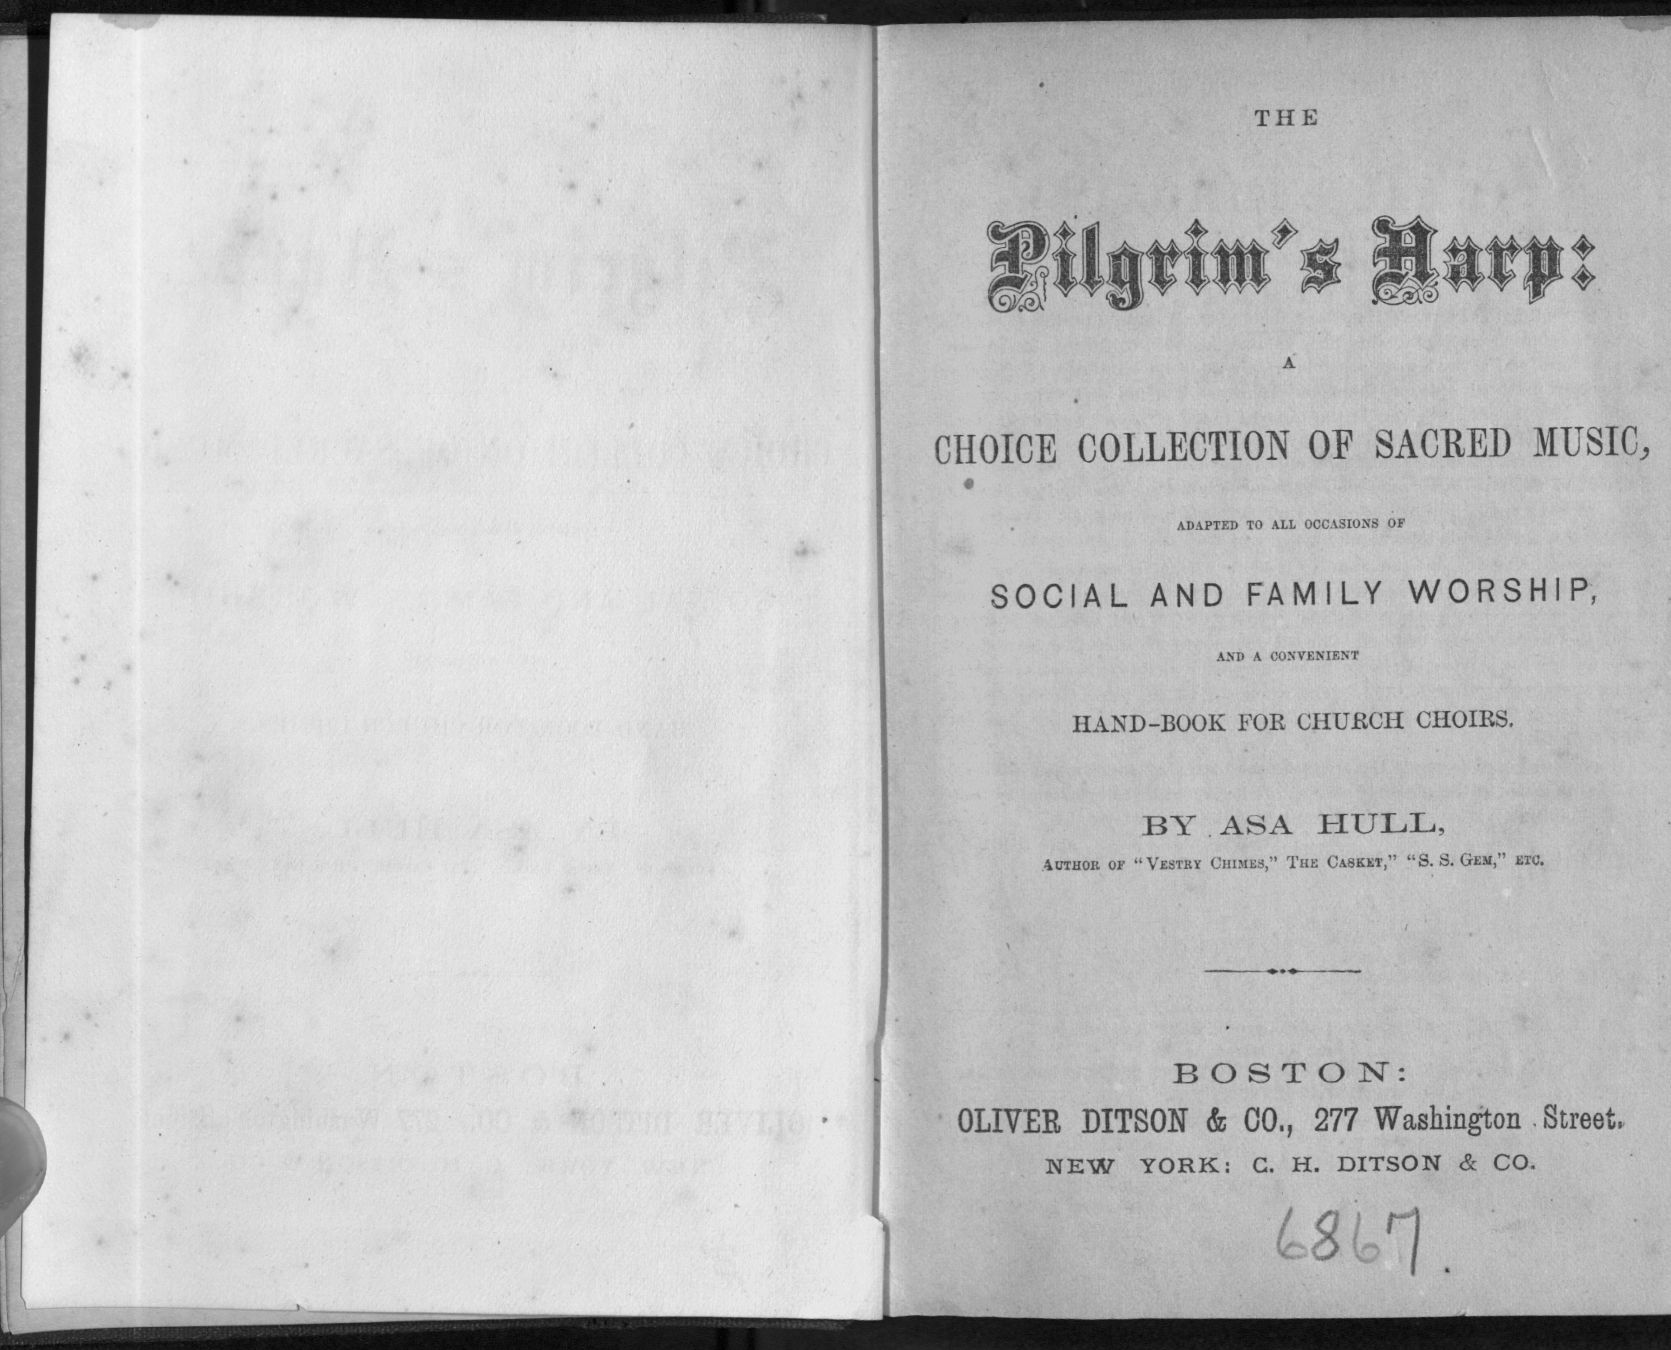 THE
Pilgrim's Harp:
A
CHOICE COLLECTION OF SACRED MUSIC,
ADAPTED TO ALL OCCASIONS OF
SOCIAL AND FAMILY WORSHIP,
AND A CONVENIENT
HAND-BOOK FOR CHURCH CHOIRS.
BY ASA HULL,
AUTHOR OF "VESTRY CHIMES," THE CASKET," "S. S. GEM," ETC.
BOSTON:
OLIVER DITSON & CO., 277 Washington Street.
NEW YORK: C. H. DITSON & CO.
6867